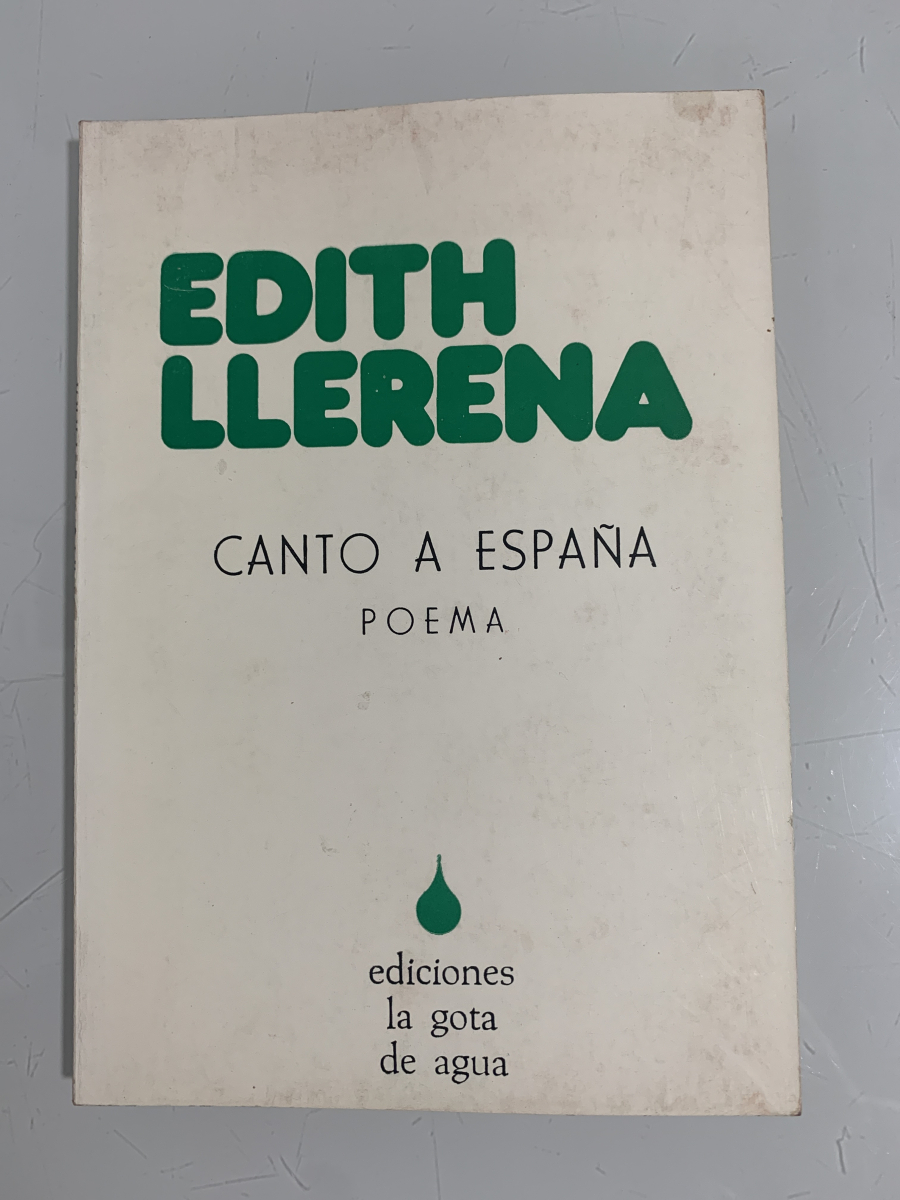 EDITH
LLERENA
CANTO A ESPAÑA
POEMA
ediciones
la gota
de agua